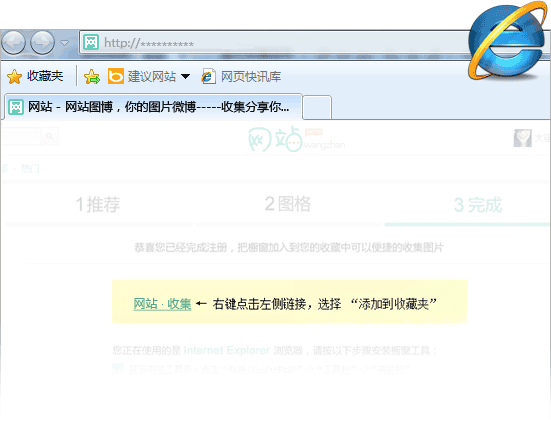 http://**********
收藏夹 建议网站 网页快讯库
网站 - 网站图博，你的图片微博-----收集分享你...
网站
wangzhan
热门
1 推荐 2 图格 3 完成
恭喜您已经完成注册，把橱窗加入到您的收藏中可以便捷的收集图片
网站 · 收集 ← 右键点击左侧链接，选择 “添加到收藏夹”
您正在使用的是 Internet Explorer 浏览器，请按以下步骤安装橱窗工具：